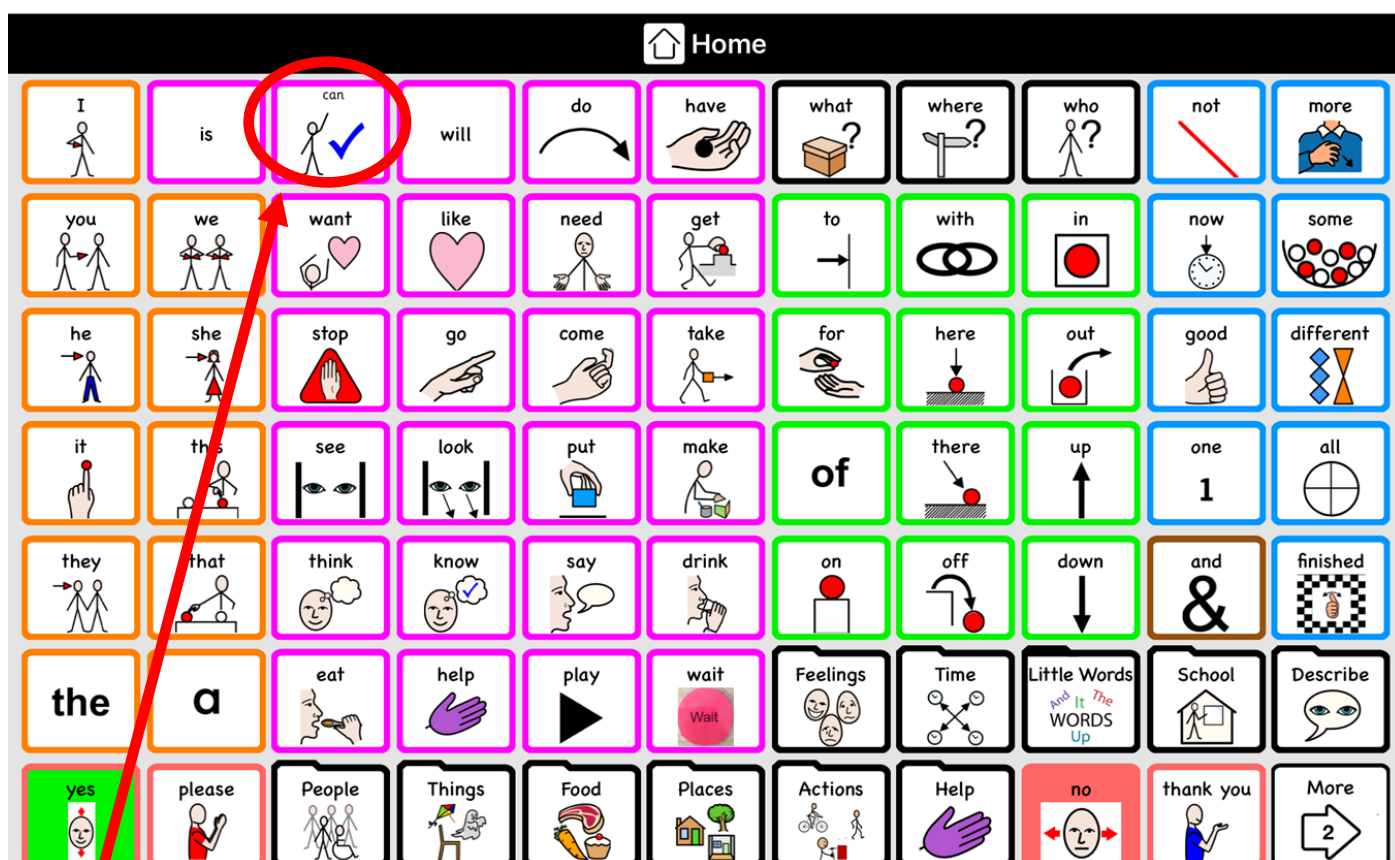 Home
I is can will do have what where who not more
you we want like need get to with in now some
he she stop go come take for here out good different
it this see look put make of there up one all
1
they that think know say drink on off down and finished
&
the a eat help play wait Feelings Time Little Words School Describe
Wait
And It The
WORDS
Up
yes please People Things Food Places Actions Help no thank you More
2